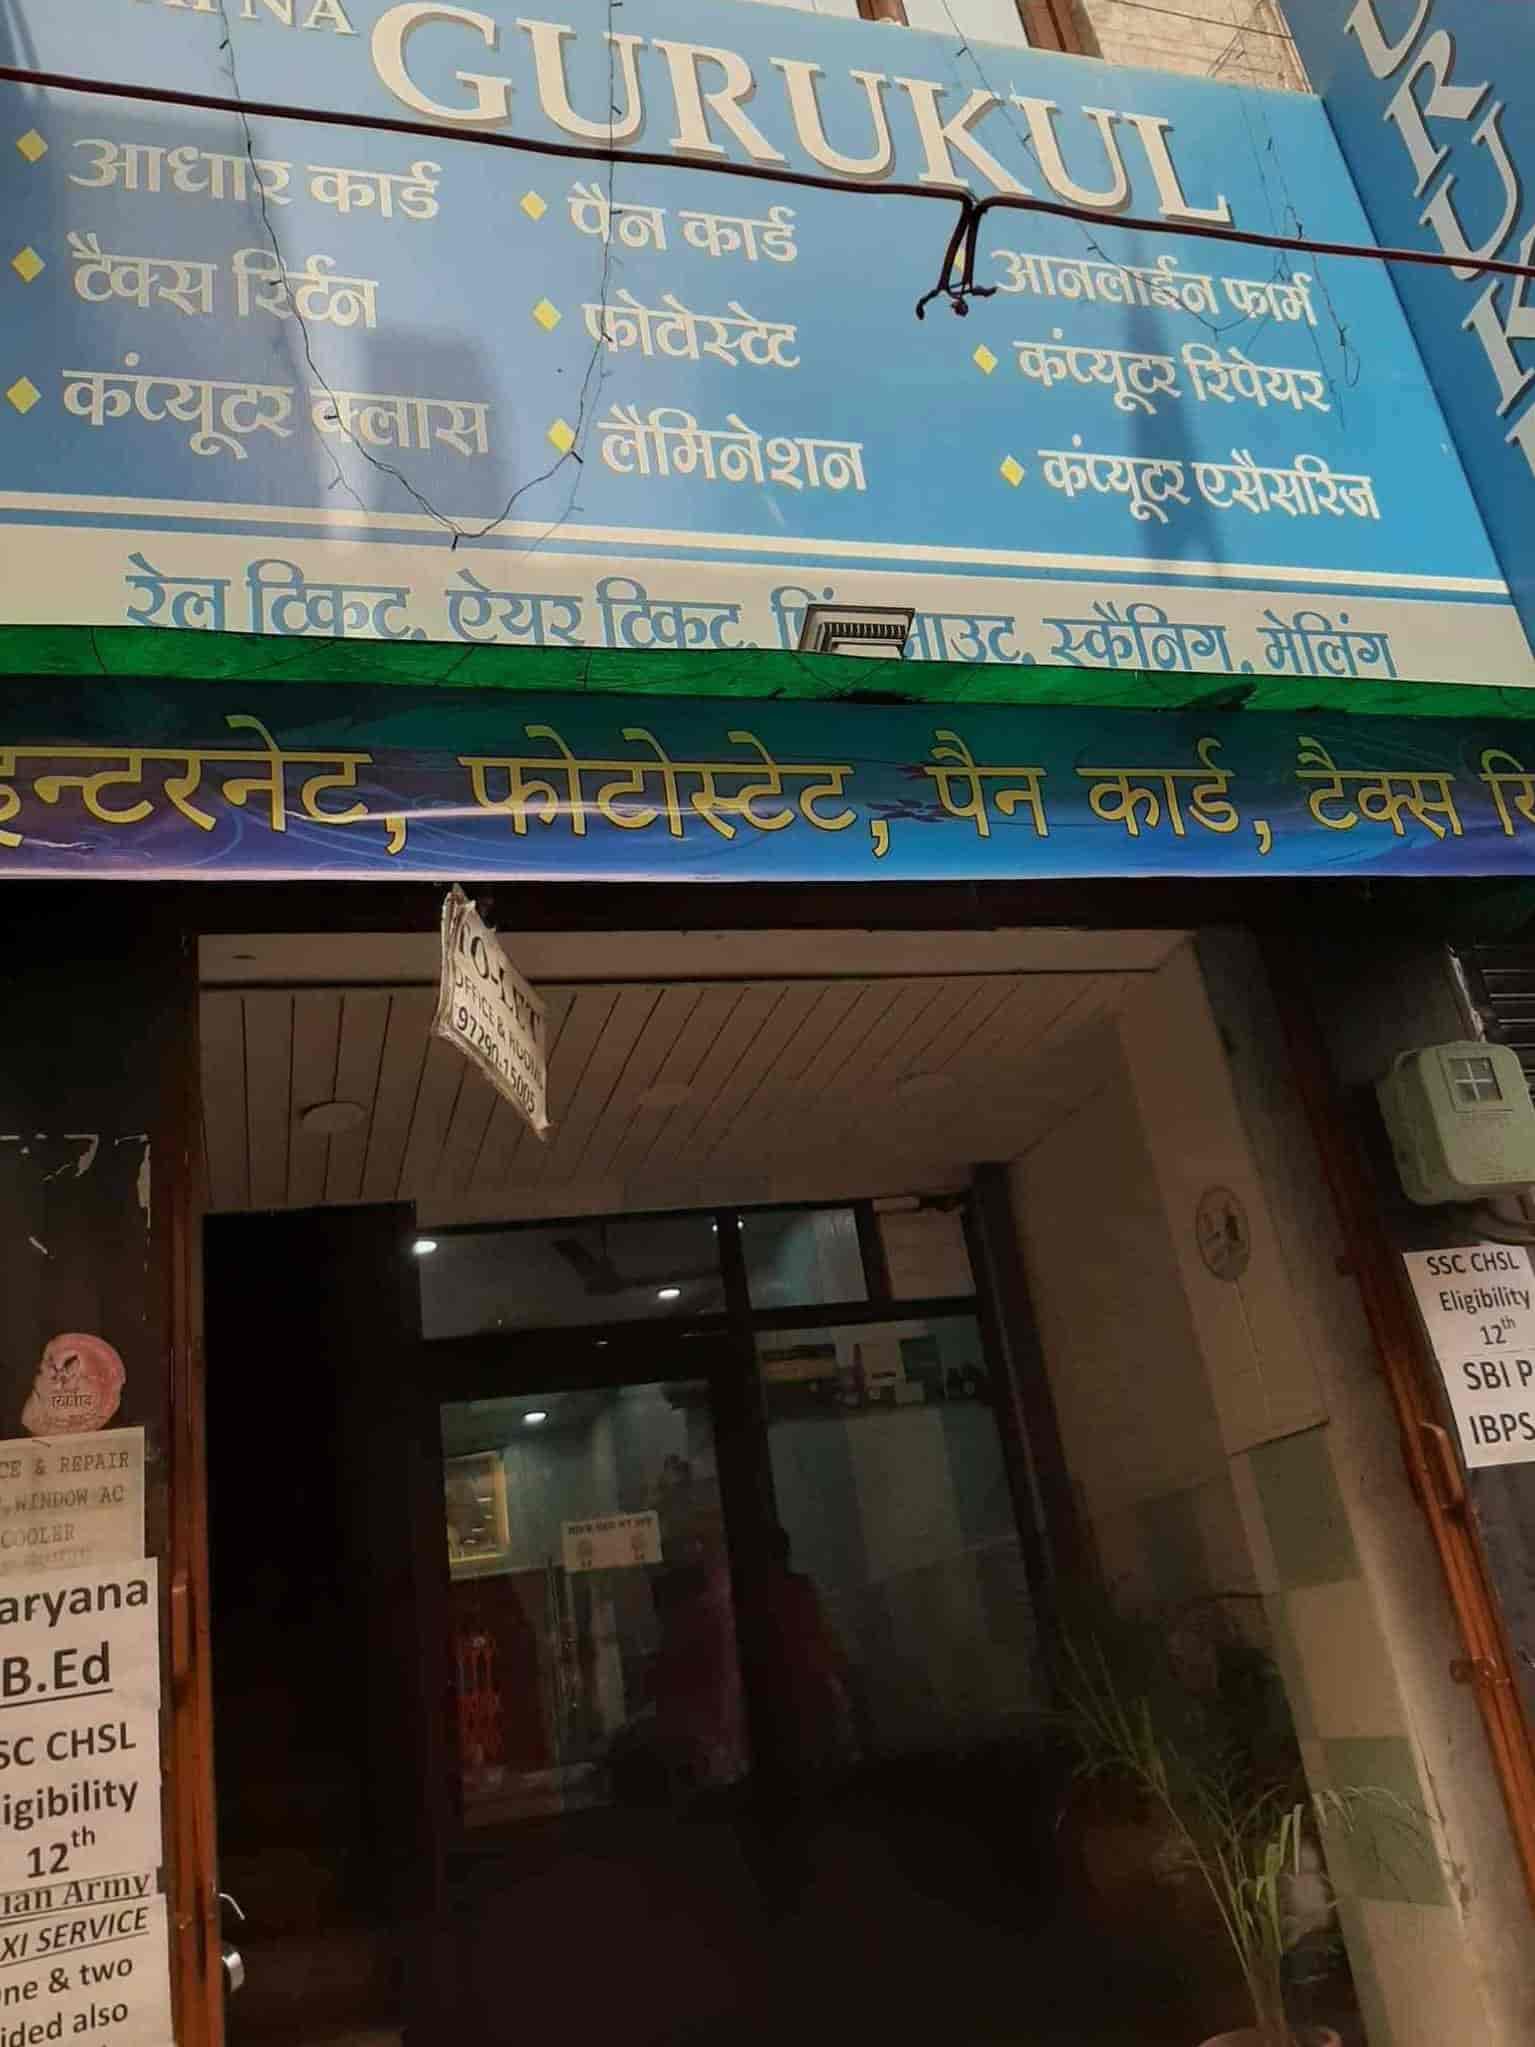 GURUKUL
आधार कार्ड
पैन कार्ड
आनलाईन फार्म
टैक्स रिर्टन
फोटोस्टेट
कंप्यूटर रिपेयर
कंप्यूटर क्लास
लैमिनेशन
कंप्यूटर एसैसरिज
रेल टिकट, ऐयर टिकट, स्कैनिग, मेलिंग
इन्टरनेट, फोटोस्टेट, पैन कार्ड, टैक्स
TO-LET
OFFICE & ROOM
97290-15005
SSC CHSL
Eligibility
12th
SBI P
IBPS
CE & REPAIR
WINDOW AC
COOLER
aryana
B.Ed
SC CHSL
igibility
12th
ian Army
XI SERVICE
ne & two
ided also